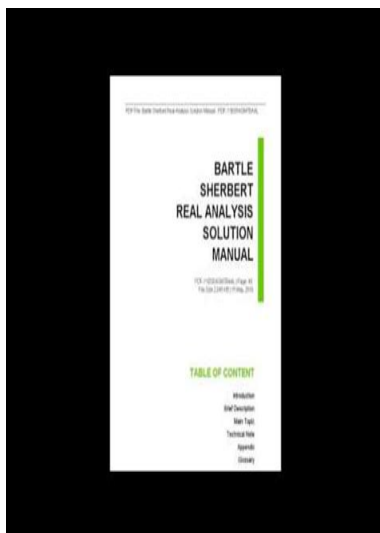 BARTLE
SHERBERT
REAL ANALYSIS
SOLUTION
MANUAL
TABLE OF CONTENT
Introduction
Brief Description
Main Topic
Technical Note
Appendix
Glossary